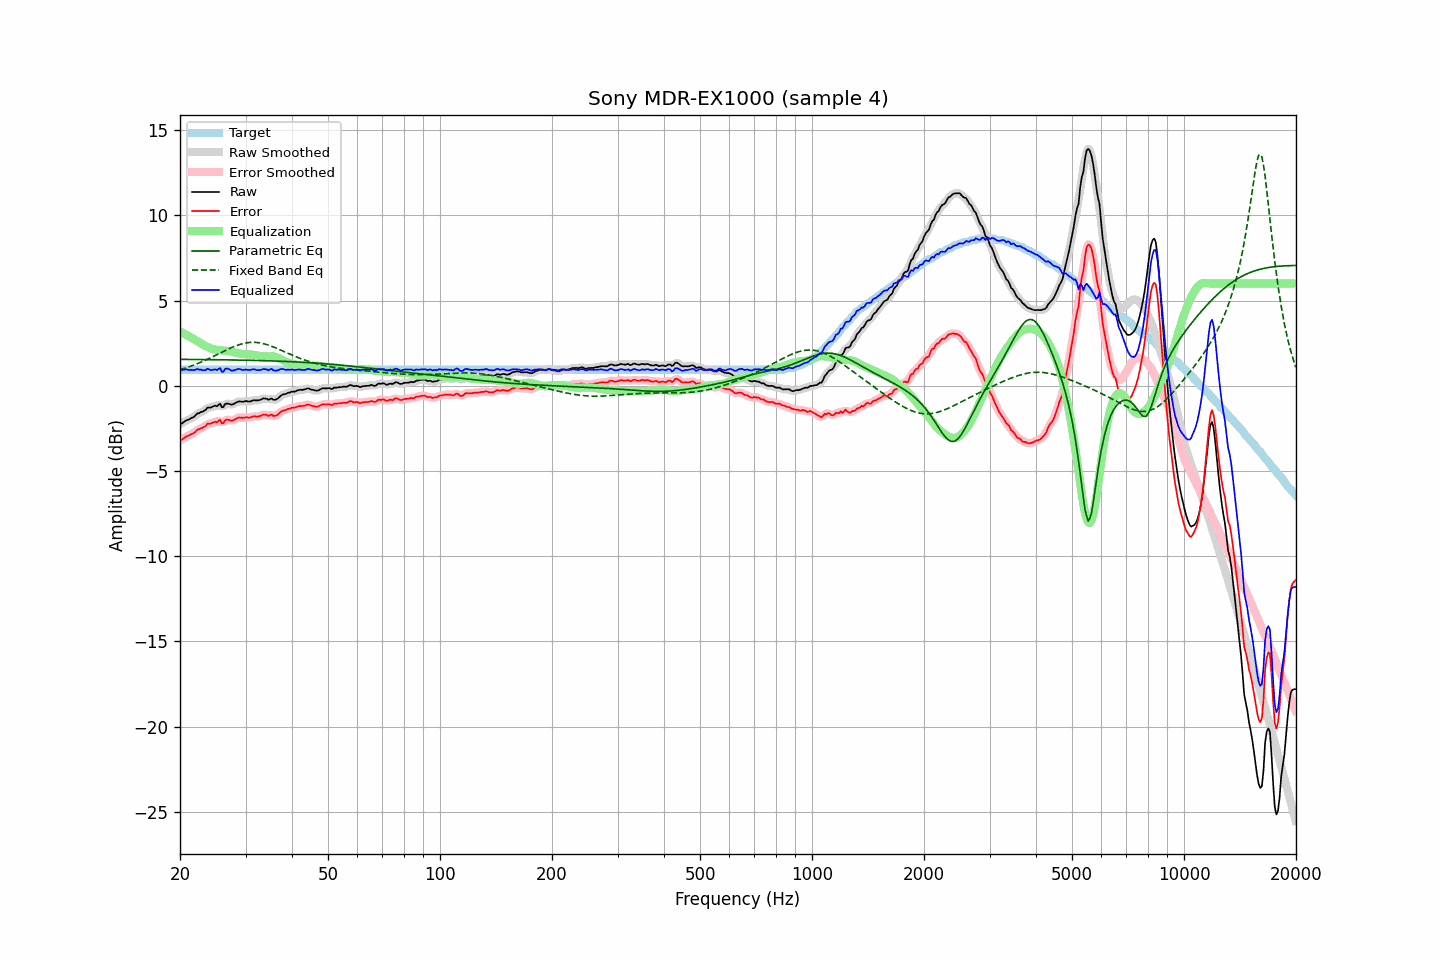 Sony MDR-EX1000 (sample 4)
Target
Raw Smoothed
Error Smoothed
Raw
Error
Equalization
Parametric Eq
Fixed Band Eq
Equalized
15
10
5
0
−5
−10
−15
−20
−25
Amplitude (dBr)
20 50 100 200 500 1000 2000 5000 10000 20000
Frequency (Hz)